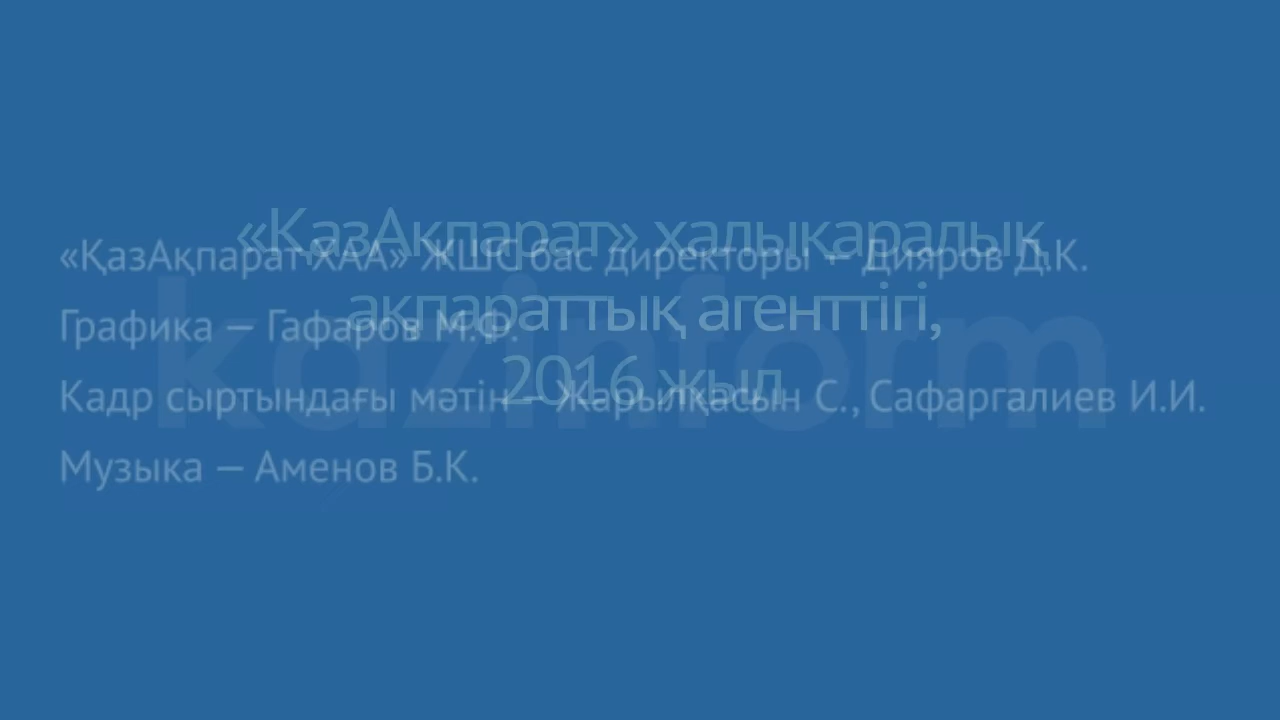 «ҚазАқпарат» халықаралық
ақпараттық агенттігі,
2016 жыл
«ҚазАқпарат ХАА» ЖШС бас директоры — Дияров Д.К.
Графика — Гафаров М.Ф.
Кадр сыртындағы мәтін — Жарылқасын С., Сафаргалиев И.И.
Музыка — Аменов Б.К.
kazinform